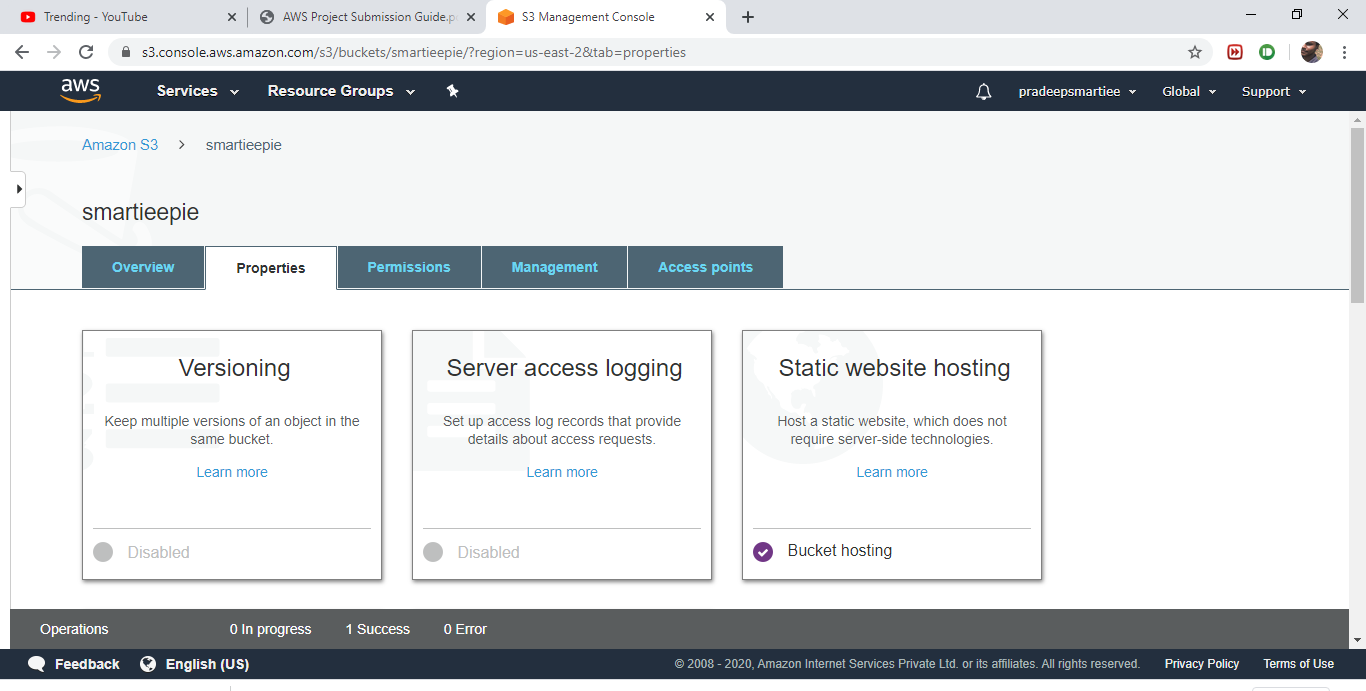 Trending - YouTube
AWS Project Submission Guide.p
S3 Management Console
s3.console.aws.amazon.com/s3/buckets/smartieepie/?region=us-east-2&tab=properties
aws Services Resource Groups pradeepsmartiee Global Support
Amazon S3 > smartieepie
smartieepie
Overview Properties Permissions Management Access points
Versioning
Keep multiple versions of an object in the
same bucket.
Learn more
Disabled
Server access logging
Set up access log records that provide
details about access requests.
Learn more
Disabled
Static website hosting
Host a static website, which does not
require server-side technologies.
Learn more
Bucket hosting
Operations 0 In progress 1 Success 0 Error
Feedback English (US) © 2008 - 2020, Amazon Internet Services Private Ltd. or its affiliates. All rights reserved. Privacy Policy Terms of Use